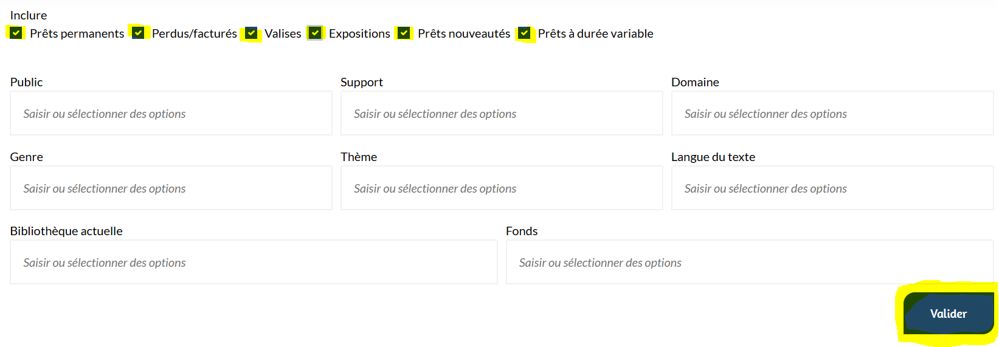 Inclure
Prêts permanents Perdus/facturés Valises Expositions Prêts nouveautés Prêts à durée variable
Public Support Domaine
Saisir ou sélectionner des options Saisir ou sélectionner des options Saisir ou sélectionner des options
Genre Thème Langue du texte
Saisir ou sélectionner des options Saisir ou sélectionner des options Saisir ou sélectionner des options
Bibliothèque actuelle Fonds
Saisir ou sélectionner des options Saisir ou sélectionner des options
Valider